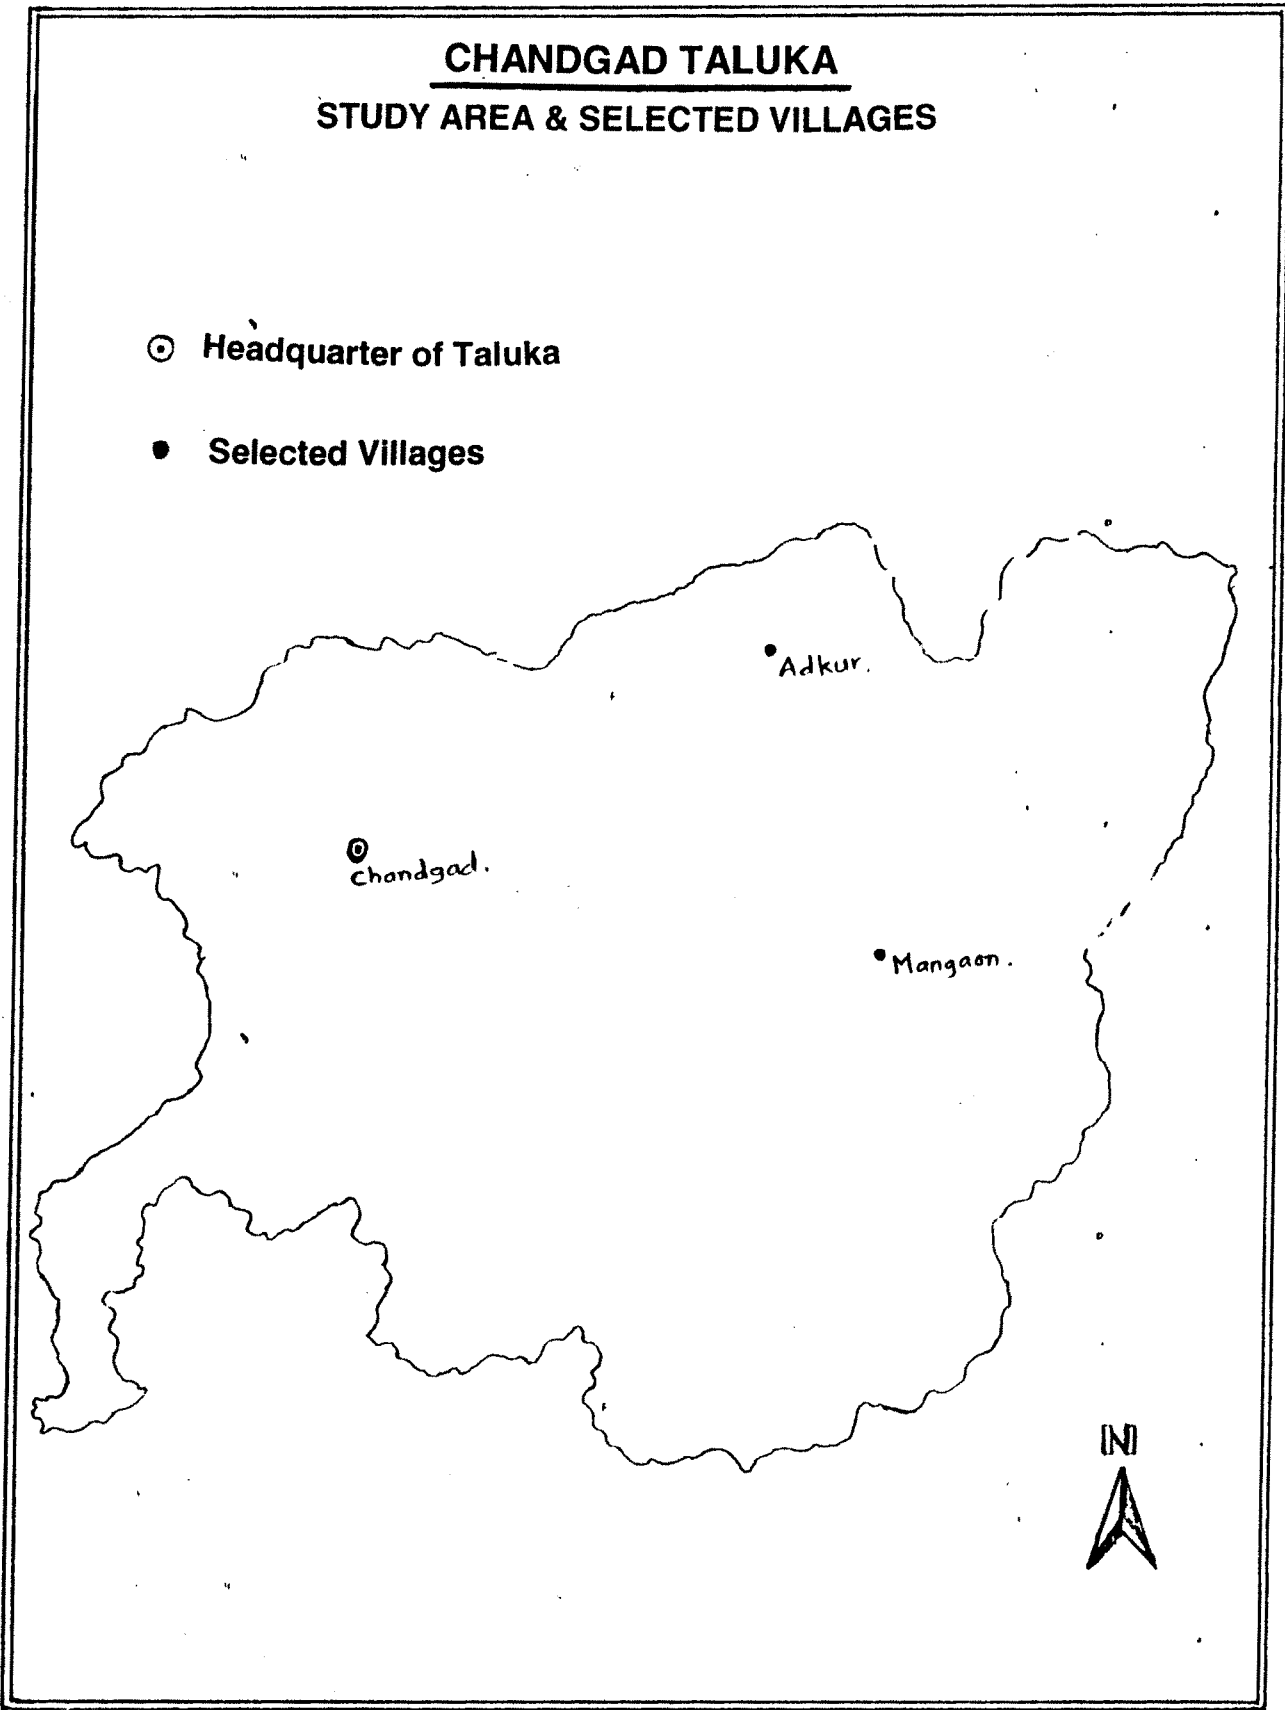 CHANDGAD TALUKA
STUDY AREA & SELECTED VILLAGES
Headquarter of Taluka
Selected Villages
Adkur.
Chandgad.
Mangaon.
N